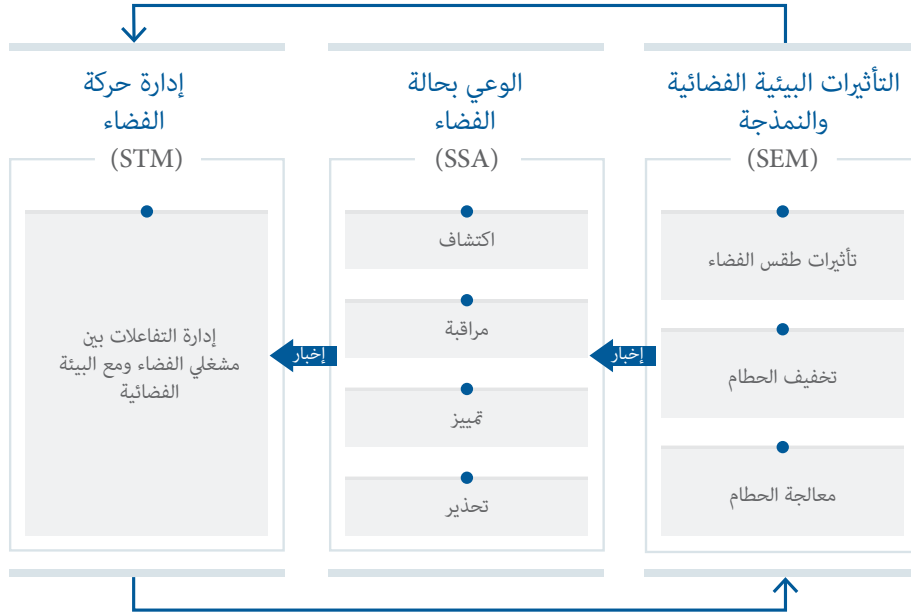 التأثيرات البيئية الفضائية
والنمذجة
(SEM)
تأثيرات طقس الفضاء
تخفيف الحطام
معالجة الحطام
إخبار
الوعي بحالة
الفضاء
(SSA)
اكتشاف
مراقبة
تمييز
تحذير
إخبار
إدارة حركة
الفضاء
(STM)
إدارة التفاعلات بين
مشغلي الفضاء ومع البيئة
الفضائية